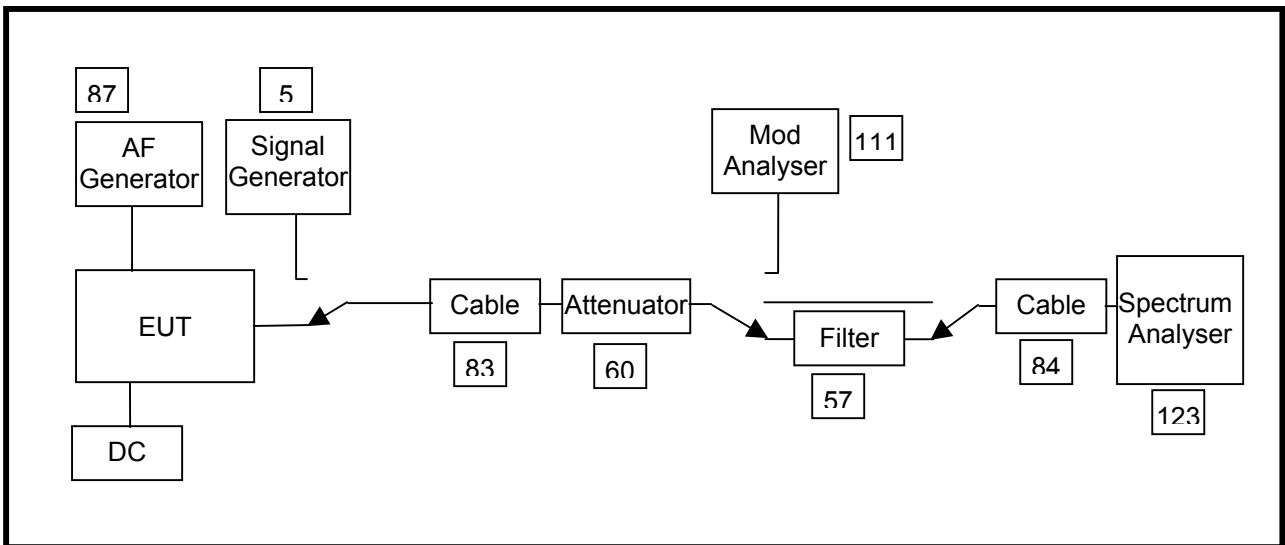 87
5
AF
Generator
Signal
Generator
Mod
Analyser
111
EUT
Cable
Attenuator
Filter
Cable
Spectrum
Analyser
83
60
57
84
123
DC